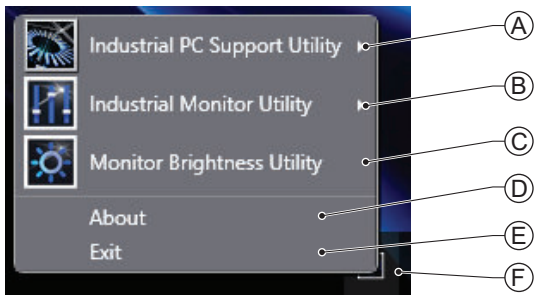 Industrial PC Support Utility
A
Industrial Monitor Utility
B
Monitor Brightness Utility
C
About
D
Exit
E
F